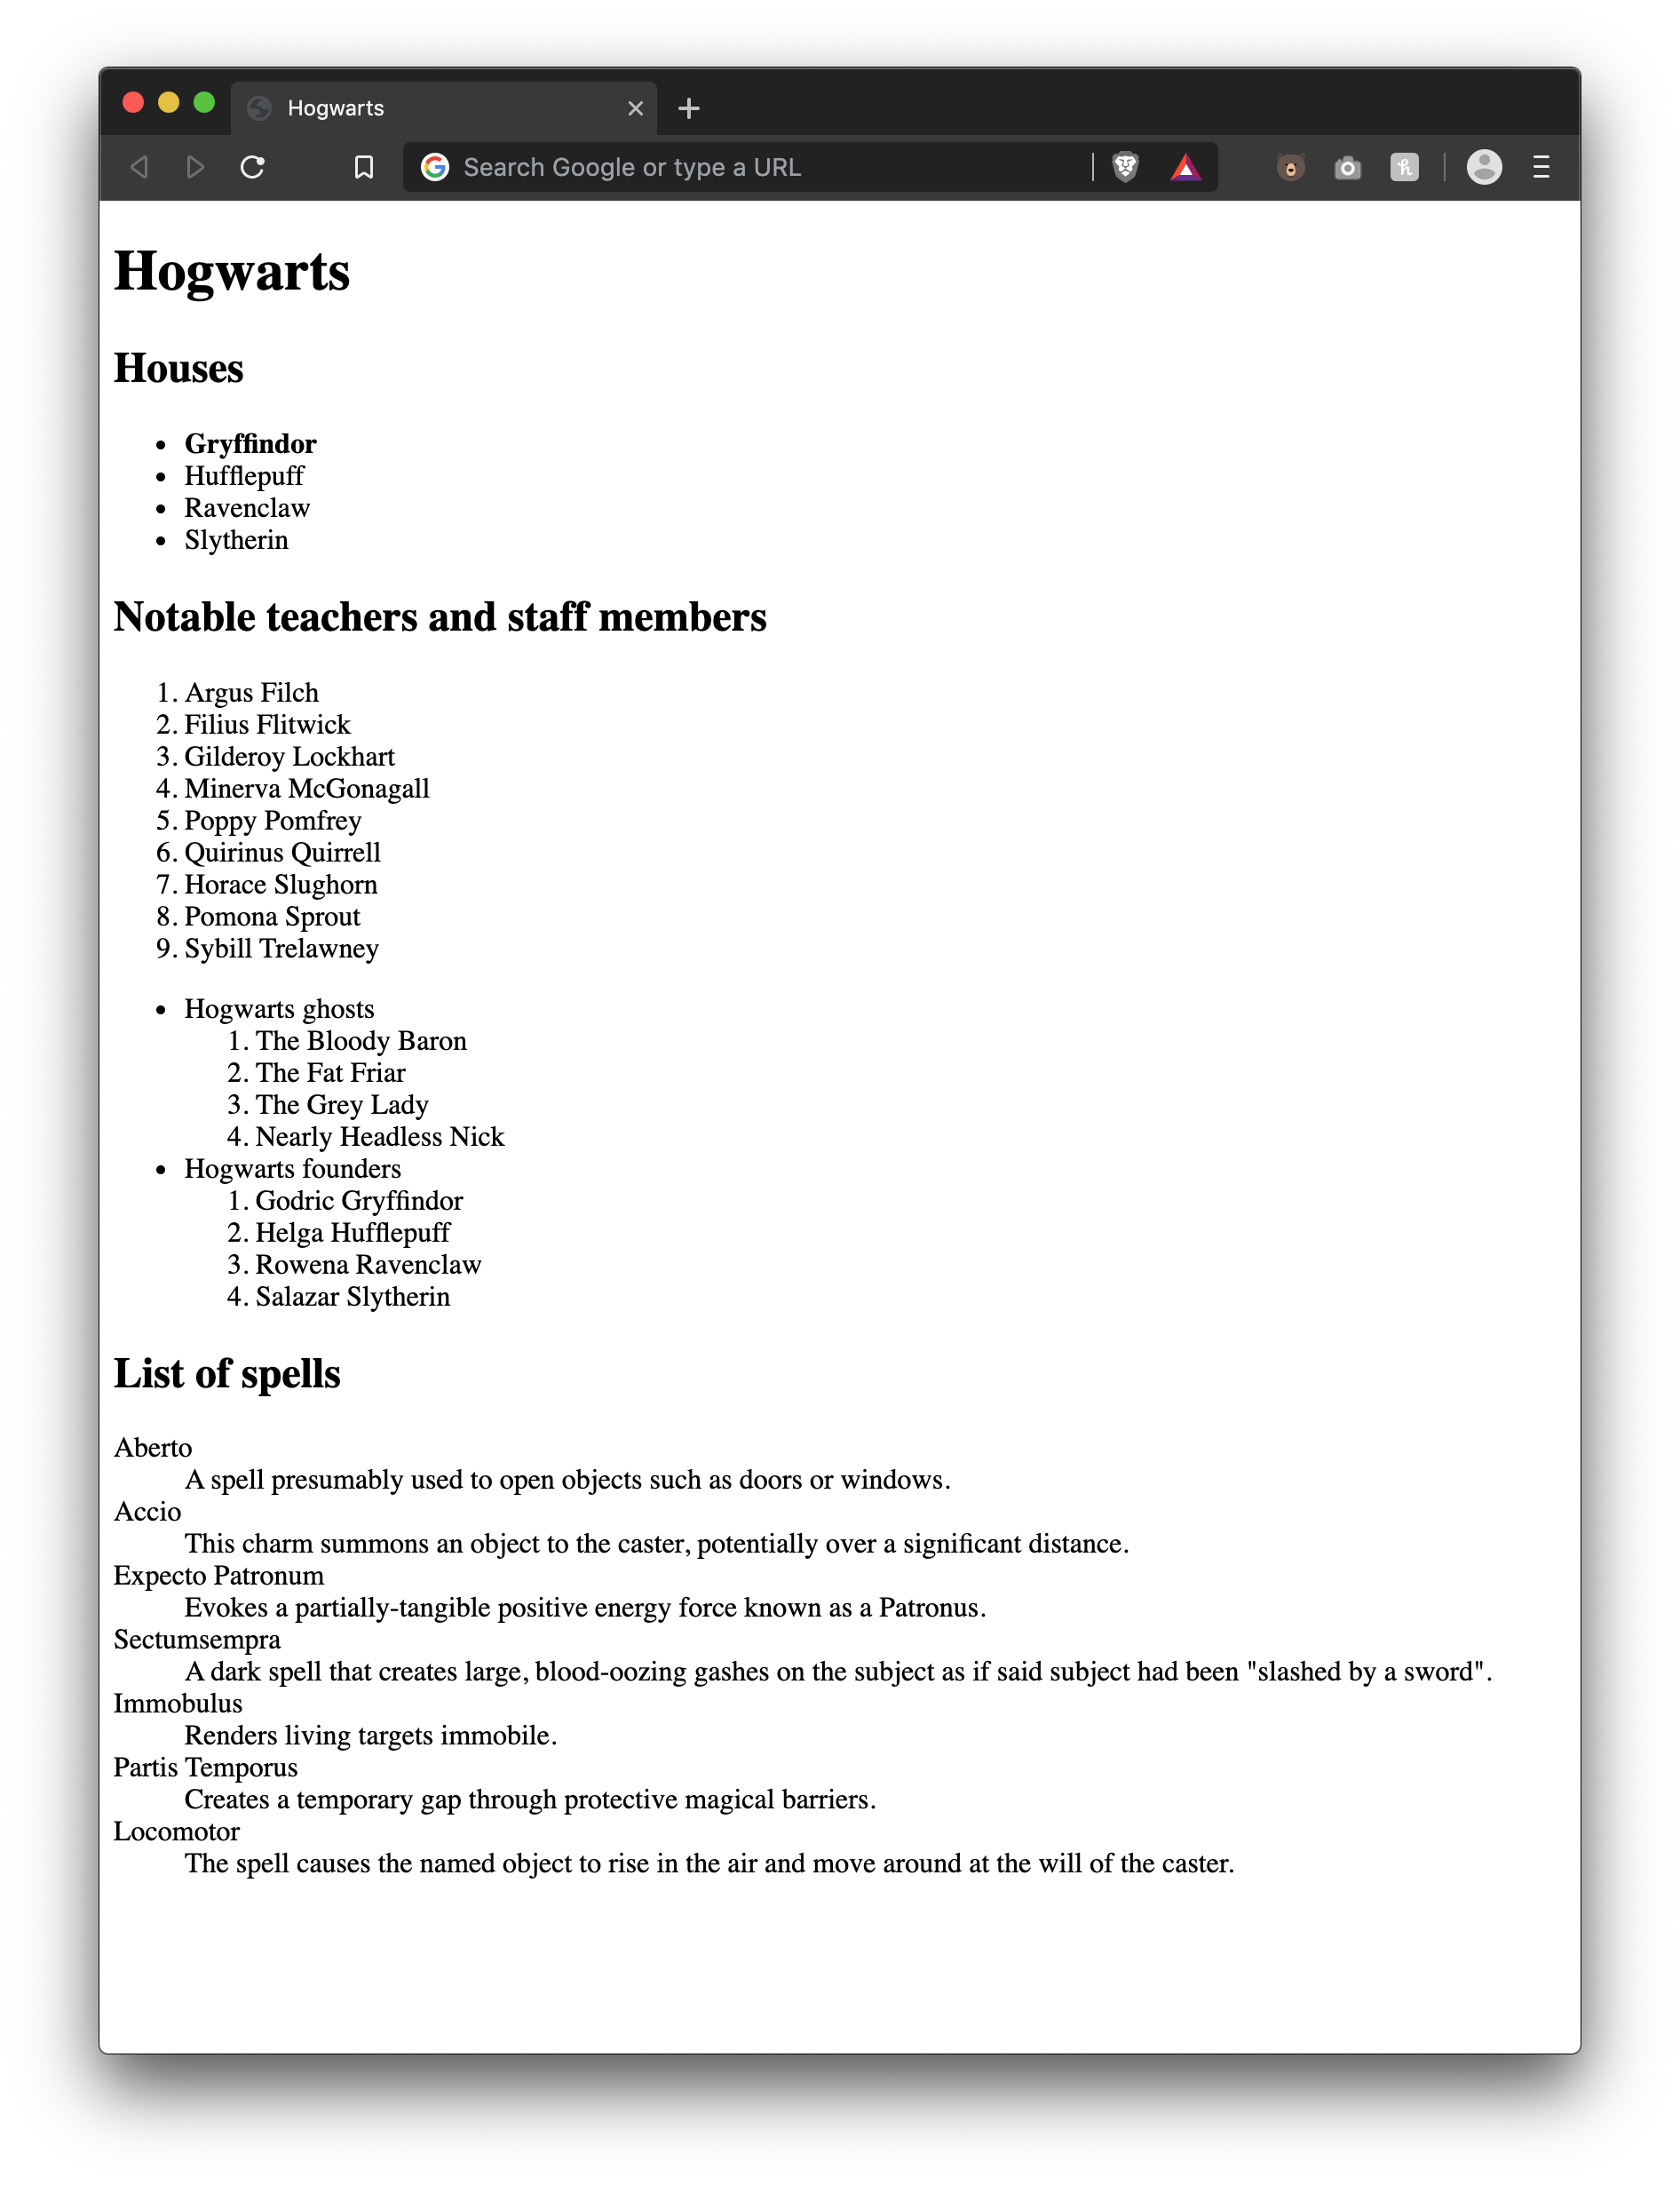 Hogwarts
Search Google or type a URL
Hogwarts
Houses
• Gryffindor
• Hufflepuff
• Ravenclaw
• Slytherin
Notable teachers and staff members
1. Argus Filch
2. Filius Flitwick
3. Gilderoy Lockhart
4. Minerva McGonagall
5. Poppy Pomfrey
6. Quirinus Quirrell
7. Horace Slughorn
8. Pomona Sprout
9. Sybill Trelawney
• Hogwarts ghosts
1. The Bloody Baron
2. The Fat Friar
3. The Grey Lady
4. Nearly Headless Nick
• Hogwarts founders
1. Godric Gryffindor
2. Helga Hufflepuff
3. Rowena Ravenclaw
4. Salazar Slytherin
List of spells
Aberto
A spell presumably used to open objects such as doors or windows.
Accio
This charm summons an object to the caster, potentially over a significant distance.
Expecto Patronum
Evokes a partially-tangible positive energy force known as a Patronus.
Sectumsempra
A dark spell that creates large, blood-oozing gashes on the subject as if said subject had been "slashed by a sword".
Immobulus
Renders living targets immobile.
Partis Temporus
Creates a temporary gap through protective magical barriers.
Locomotor
The spell causes the named object to rise in the air and move around at the will of the caster.